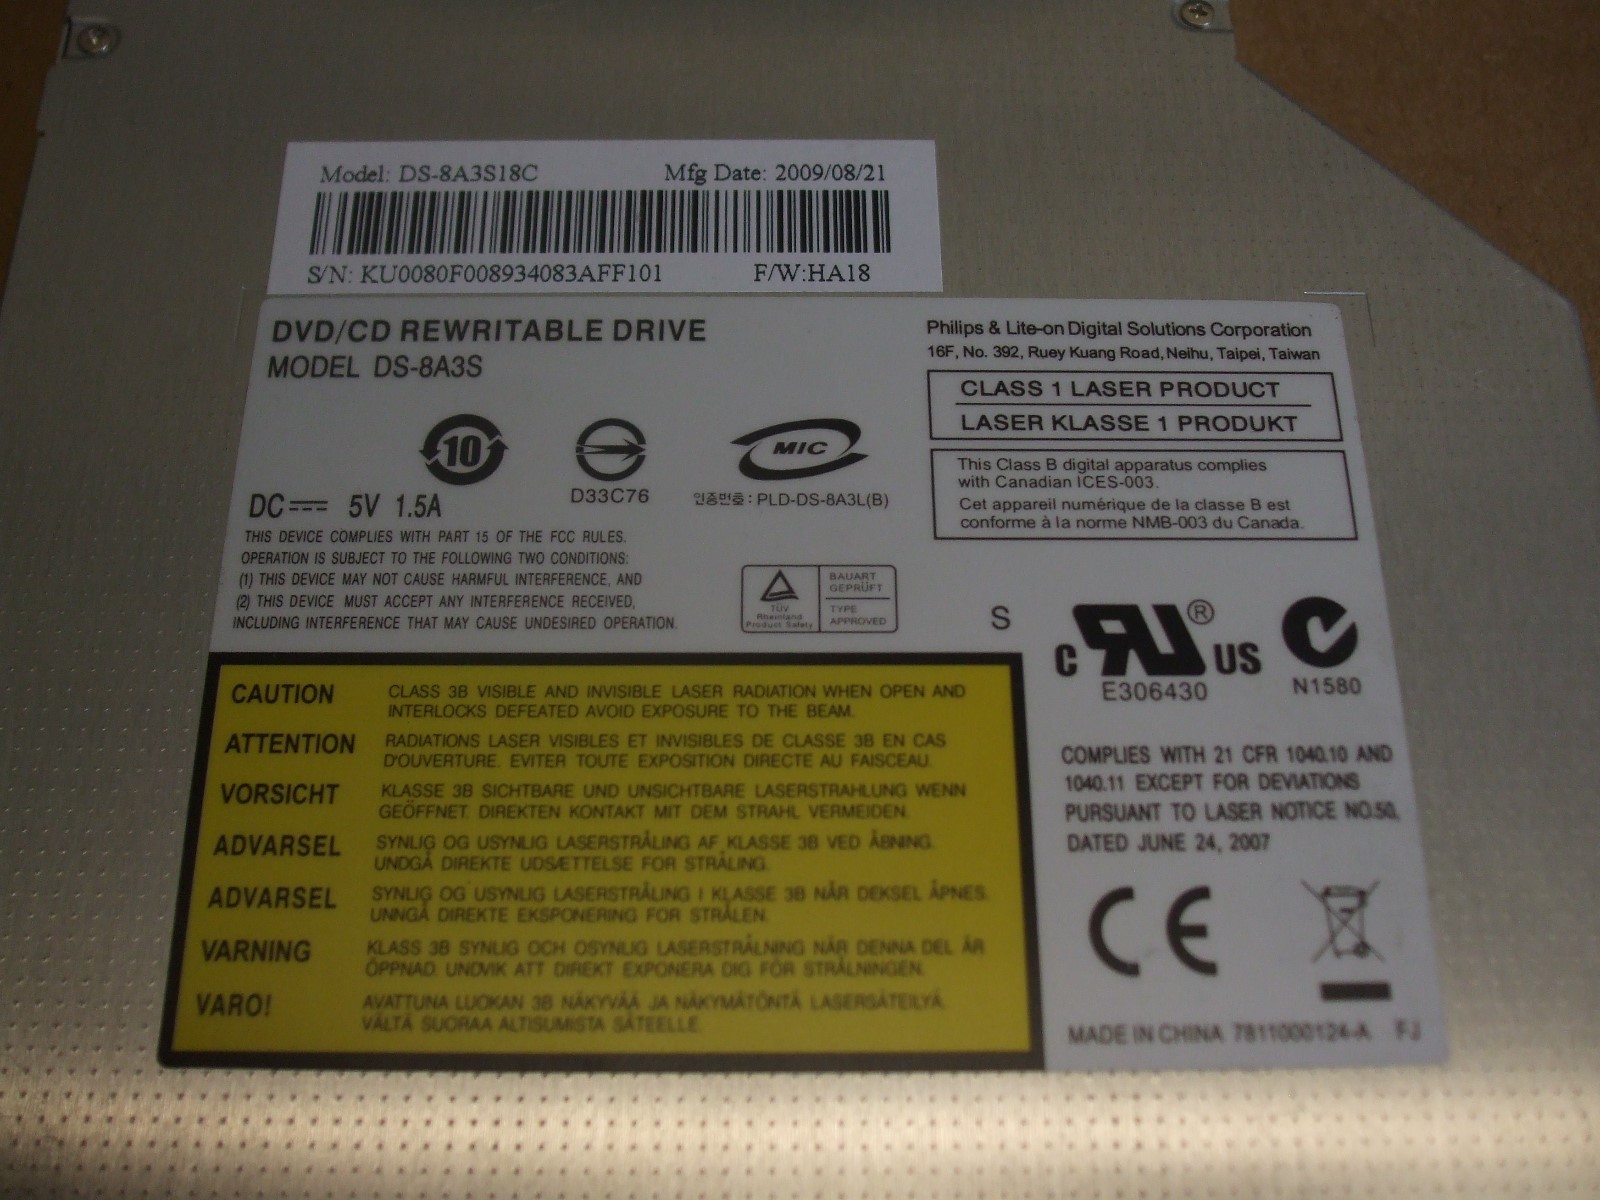 Model: DS-8A3S18C Mfg Date: 2009/08/21
S/N: KU0080F008934083AFF101 F/W:HA18
DVD/CD REWRITABLE DRIVE
MODEL DS-8A3S
Philips & Lite-on Digital Solutions Corporation
16F, No. 392, Ruey Kuang Road, Neihu, Taipei, Taiwan
CLASS 1 LASER PRODUCT
LASER KLASSE 1 PRODUKT
This Class B digital apparatus complies
with Canadian ICES-003.
Cet appareil numérique de la classe B est
conforme à la norme NMB-003 du Canada.
10
D33C76
MIC
인증번호 : PLD-DS-8A3L(B)
DC 5V 1.5A
THIS DEVICE COMPLIES WITH PART 15 OF THE FCC RULES.
OPERATION IS SUBJECT TO THE FOLLOWING TWO CONDITIONS:
(1) THIS DEVICE MAY NOT CAUSE HARMFUL INTERFERENCE, AND
(2) THIS DEVICE MUST ACCEPT ANY INTERFERENCE RECEIVED,
INCLUDING INTERFERENCE THAT MAY CAUSE UNDESIRED OPERATION.
TÜV
Rheinland
Product Safety
BAUART
GEPRÜFT
TYPE
APPROVED
S
C RU ® US
E306430
N1580
CAUTION CLASS 3B VISIBLE AND INVISIBLE LASER RADIATION WHEN OPEN AND
INTERLOCKS DEFEATED AVOID EXPOSURE TO THE BEAM.
ATTENTION RADIATIONS LASER VISIBLES ET INVISIBLES DE CLASSE 3B EN CAS
D'OUVERTURE. EVITER TOUTE EXPOSITION DIRECTE AU FAISCEAU.
VORSICHT KLASSE 3B SICHTBARE UND UNSICHTBARE LASERSTRAHLUNG WENN
GEÖFFNET. DIREKTEN KONTAKT MIT DEM STRAHL VERMEIDEN.
ADVARSEL SYNLIG OG USYNLIG LASERSTRÅLING AF KLASSE 3B VED ÅBNING.
UNDGÅ DIREKTE UDSÆTTELSE FOR STRÅLING.
ADVARSEL SYNLIG OG USYNLIG LASERSTRÅLING I KLASSE 3B NÅR DEKSEL ÅPNES.
UNNGÅ DIREKTE EKSPONERING FOR STRÅLEN.
VARNING KLASS 3B SYNLIG OCH OSYNLIG LASERSTRÅLNING NÄR DENNA DEL ÄR
ÖPPNAD. UNDVIK ATT DIREKT EXPONERA DIG FÖR STRÅLNINGEN.
VARO! AVATTUNA LUOKAN 3B NÄKYVÄÄ JA NÄKYMÄTÖNTÄ LASERSÄTEILYÄ.
VÄLTÄ SUORAA ALTISUMISTA SÄTEELLE.
COMPLIES WITH 21 CFR 1040.10 AND
1040.11 EXCEPT FOR DEVIATIONS
PURSUANT TO LASER NOTICE NO.50,
DATED JUNE 24, 2007
CE
MADE IN CHINA 7811000124-A FJ